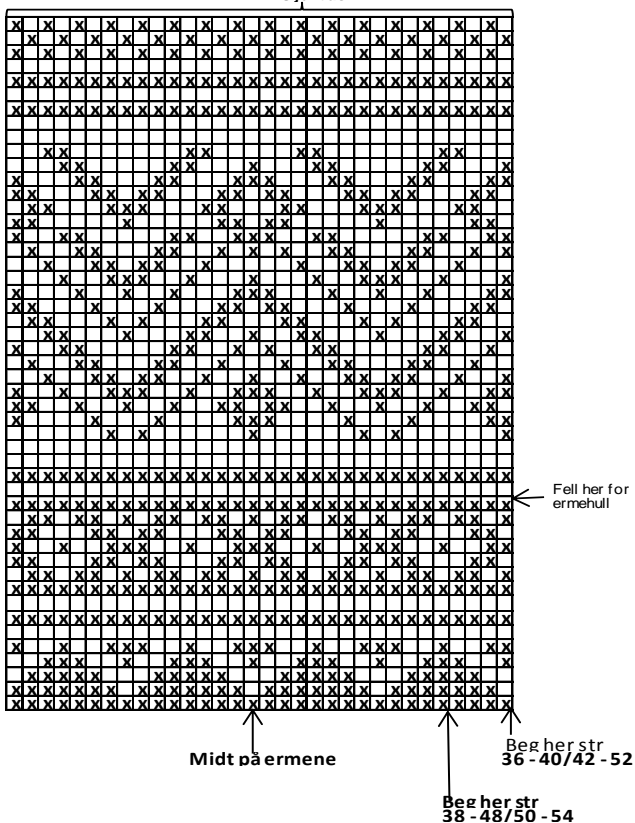 Fell her for
ermehull
Midt på ermene
Beg her str
36 - 40/42 - 52
Beg her str
38 - 48/50 - 54